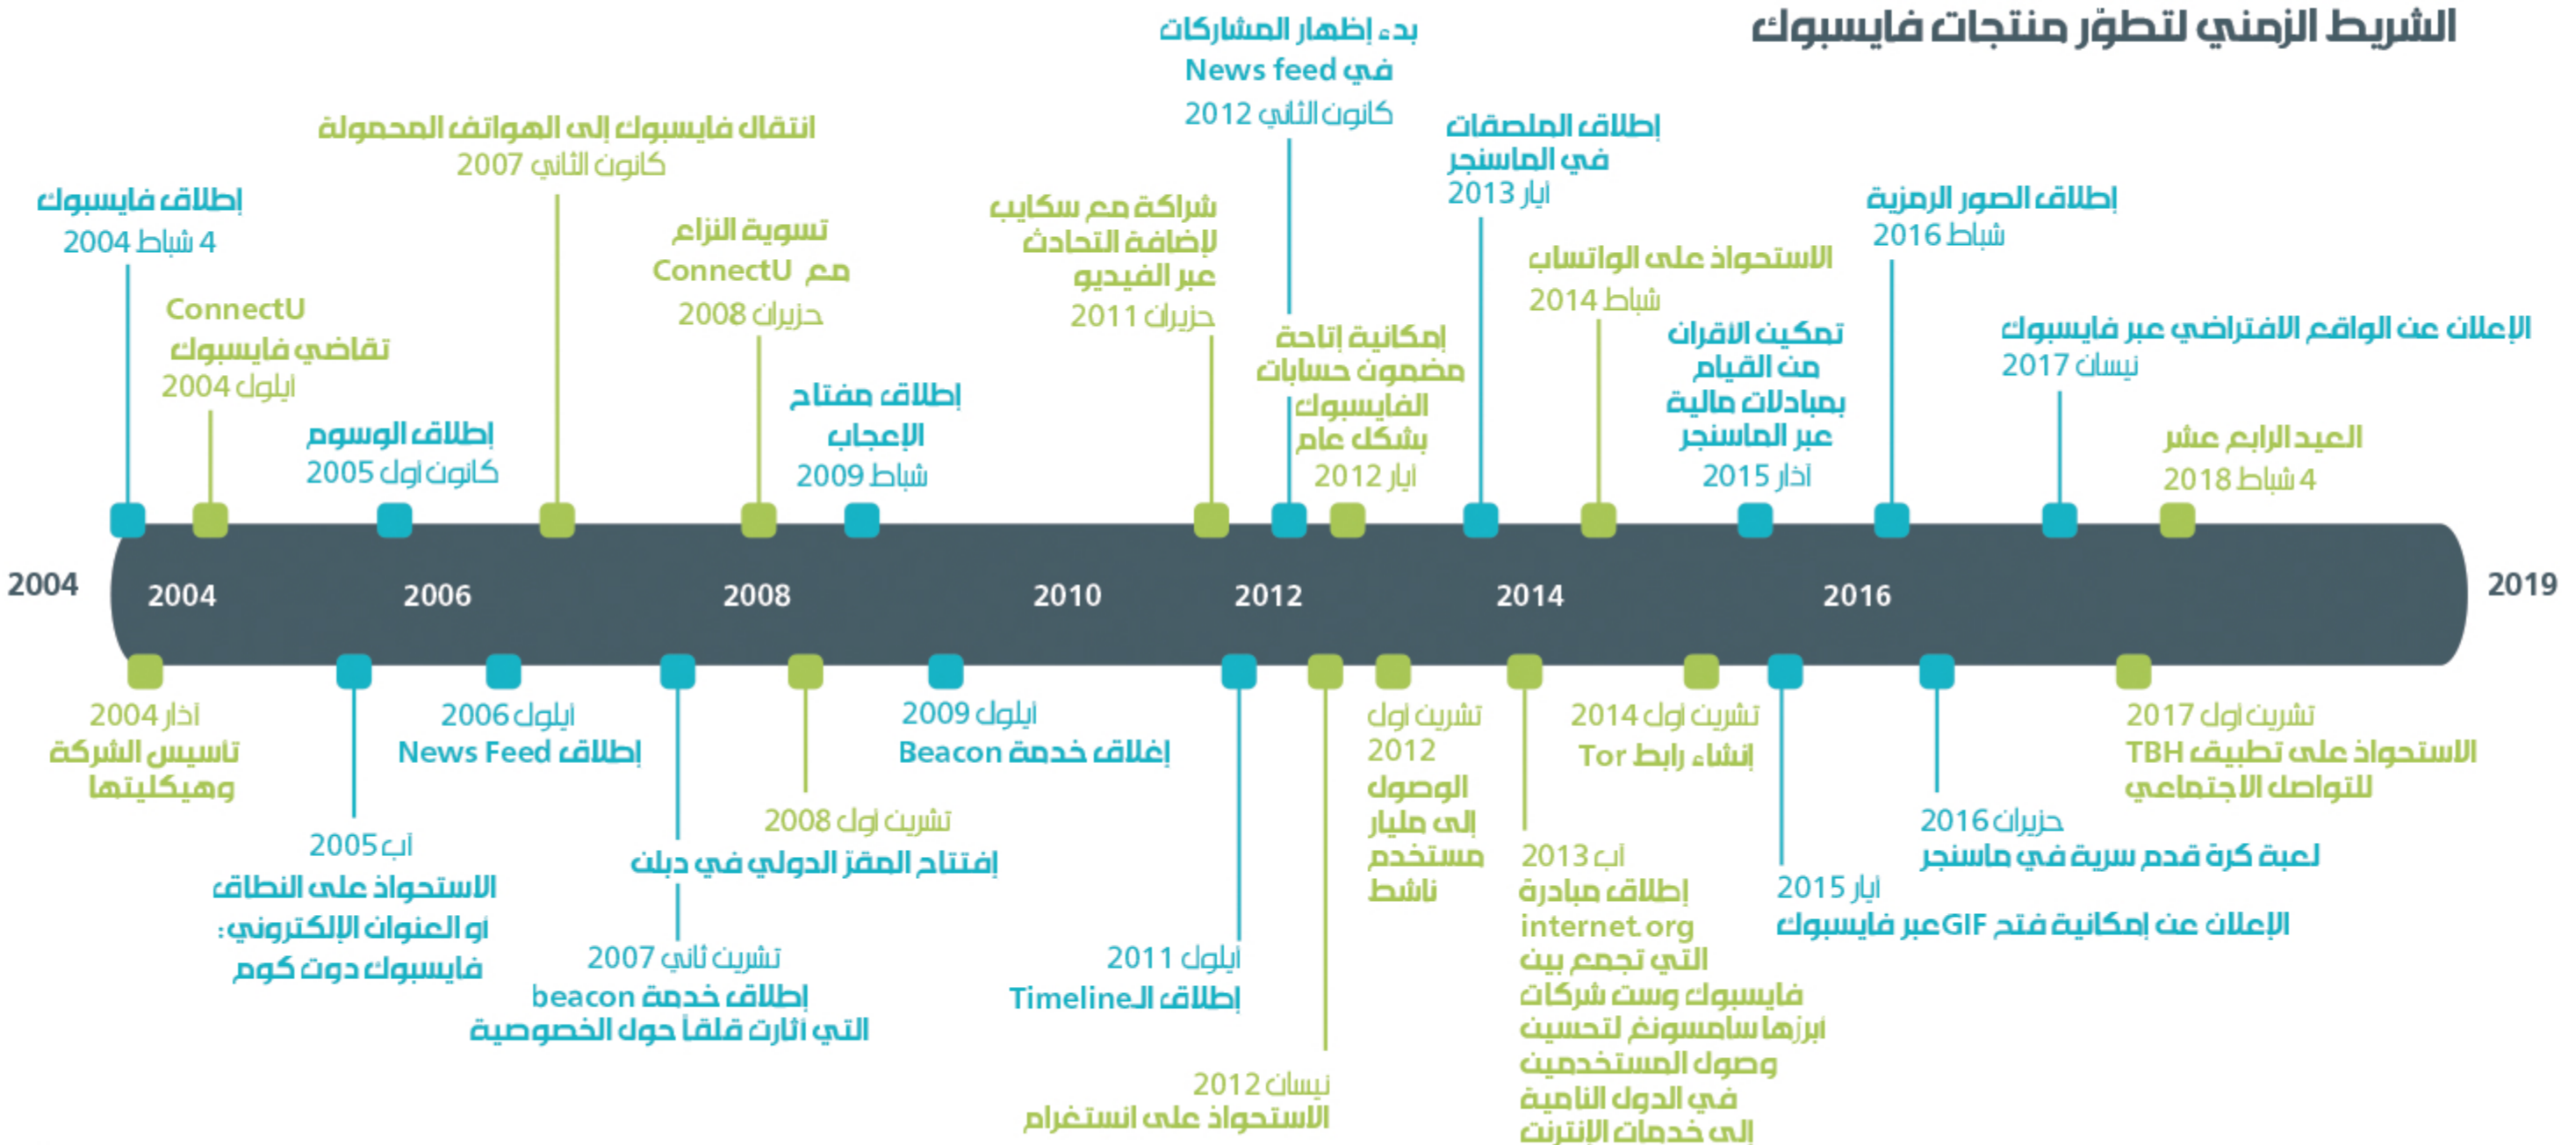 الشريط الزمني لتطوّر منتجات فايسبوك
إطلاق فايسبوك
4 شباط 2004
ConnectU
تقاضي فايسبوك
أيلول 2004
إطلاق الوسوم
كانون أول 2005
انتقال فايسبوك إلى الهواتف المحمولة
كانون الثاني 2007
تسوية النزاع
مع ConnectU
حزيران 2008
إطلاق مفتاح
الإعجاب
شباط 2009
شراكة مع سكايب
لإضافة التحادث
عبر الفيديو
حزيران 2011
بدء إظهار المشاركات
في News feed
كانون الثاني 2012
إمكانية إتاحة
مضمون حسابات
الفايسبوك
بشكل عام
أيار 2012
إطلاق الملصقات
في الماسنجر
أيار 2013
الاستحواذ على الواتساب
شباط 2014
تمكين الأقران
من القيام
بمبادلات مالية
عبر الماسنجر
آذار 2015
إطلاق الصور الرمزية
شباط 2016
الإعلان عن الواقع الافتراضي عبر فايسبوك
نيسان 2017
العيد الرابع عشر
4 شباط 2018
2004
2004
2006
2008
2010
2012
2014
2016
2019
آذار 2004
تأسيس الشركة
وهيكليتها
آب 2005
الاستحواذ على النطاق
أو العنوان الإلكتروني:
فايسبوك دوت كوم
أيلول 2006
إطلاق News Feed
تشرين ثاني 2007
إطلاق خدمة beacon
التي أثارت قلقاً حول الخصوصية
تشرين أول 2008
إفتتاح المقرّ الدولي في دبلن
أيلول 2009
إغلاق خدمة Beacon
أيلول 2011
إطلاق الـTimeline
نيسان 2012
الاستحواذ على انستغرام
تشرين أول
2012
الوصول
إلى مليار
مستخدم
ناشط
آب 2013
إطلاق مبادرة
internet.org
التي تجمع بين
فايسبوك وست شركات
أبرزها سامسونغ لتحسين
وصول المستخدمين
في الدول النامية
إلى خدمات الإنترنت
تشرين أول 2014
إنشاء رابط Tor
أيار 2015
الإعلان عن إمكانية فتح GIF عبر فايسبوك
حزيران 2016
لعبة كرة قدم سرية في ماسنجر
تشرين أول 2017
الاستحواذ على تطبيق TBH
للتواصل الاجتماعي